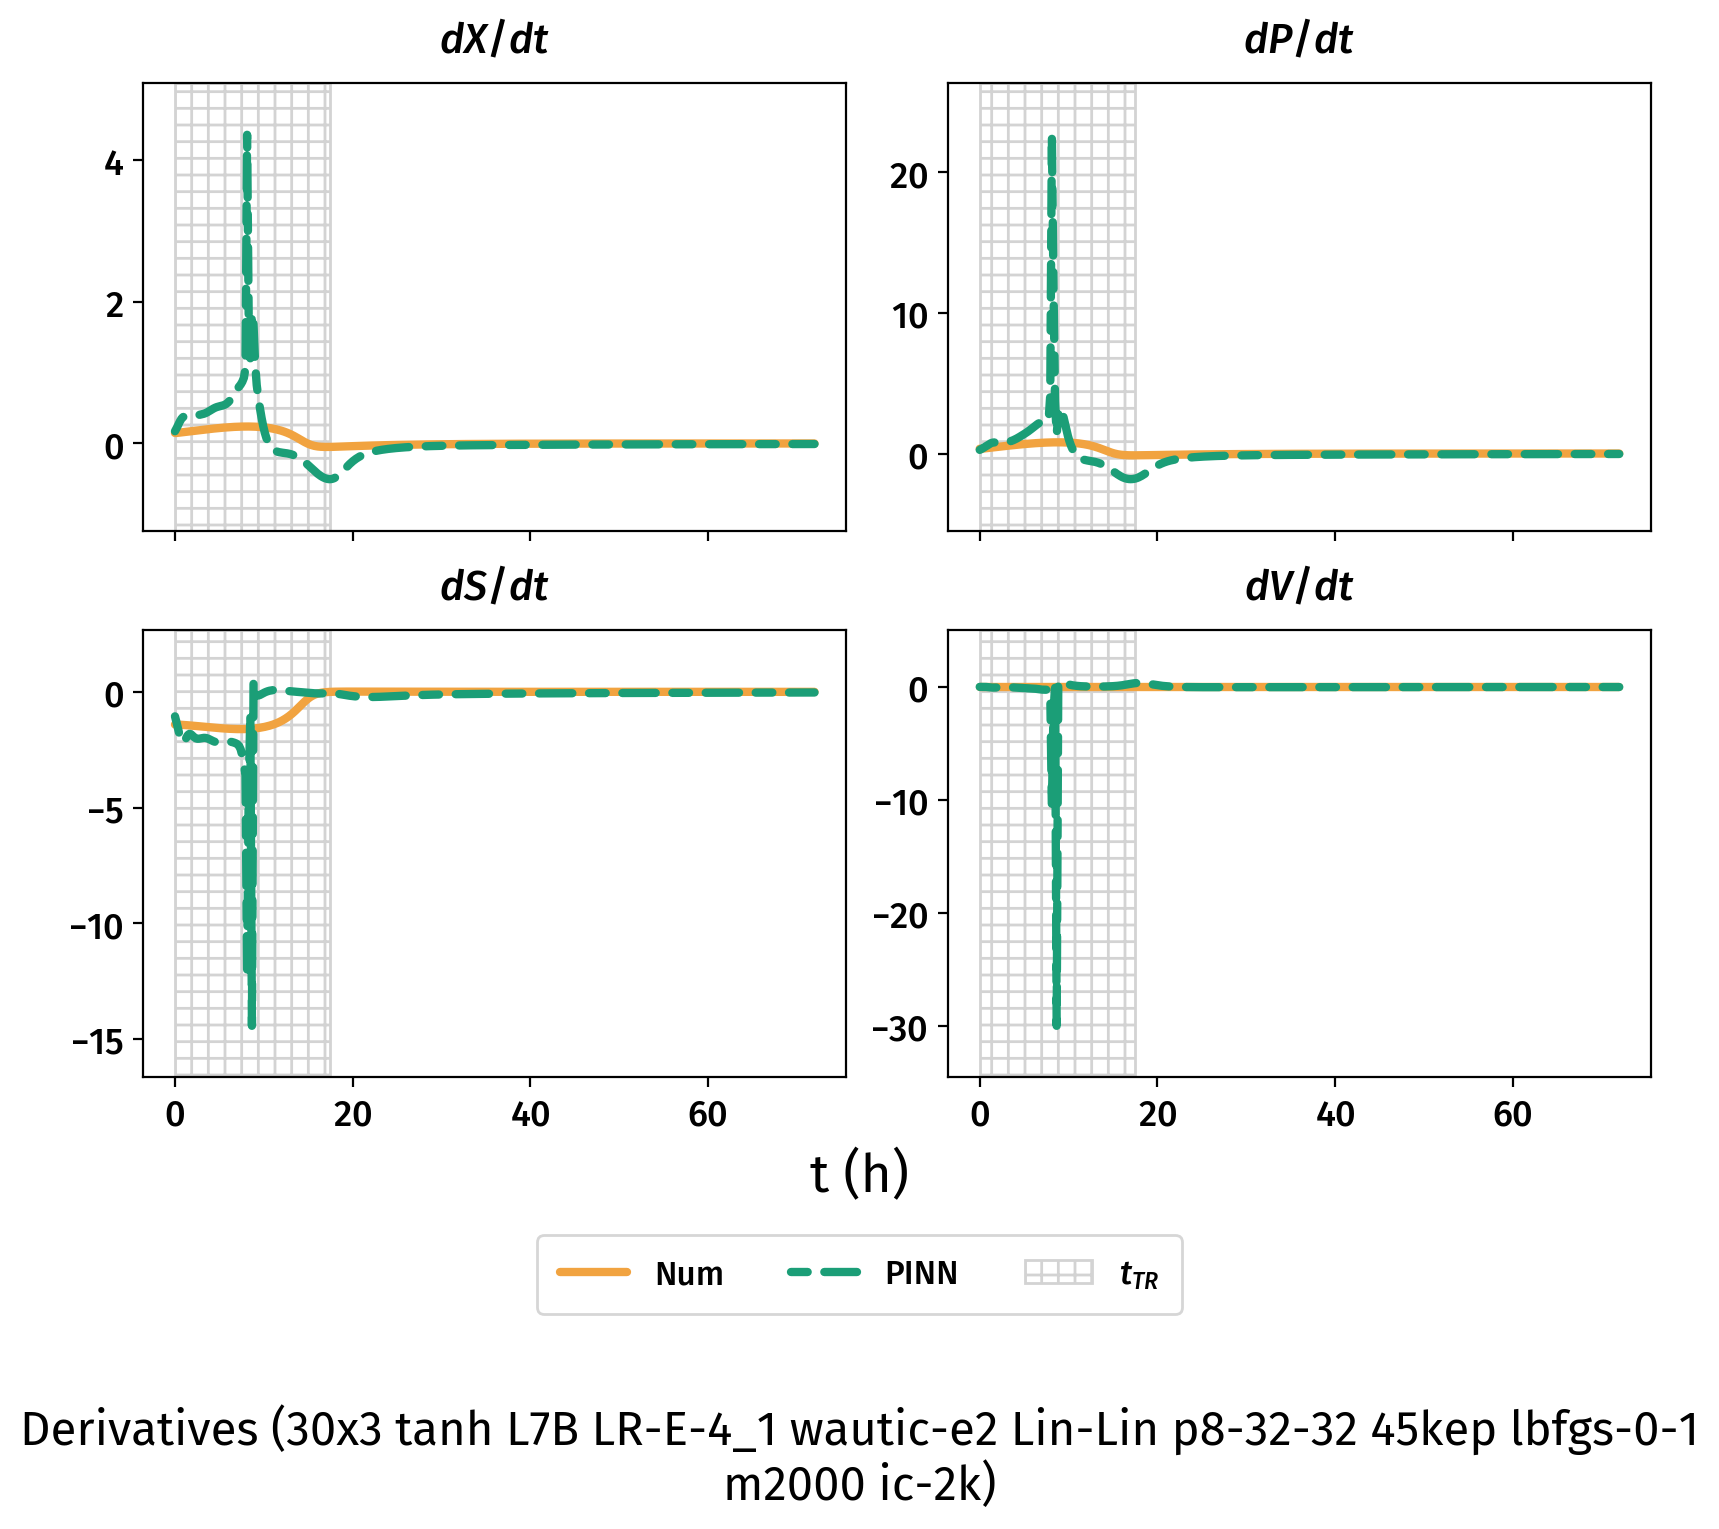 dX/dt
dP/dt
4
2
0
20
10
0
dS/dt
dV/dt
0
−5
−10
−15
0
−10
−20
−30
0 20 40 60
0 20 40 60
t (h)
Num PINN tTR
Derivatives (30x3 tanh L7B LR-E-4_1 wautic-e2 Lin-Lin p8-32-32 45kep lbfgs-0-1
m2000 ic-2k)